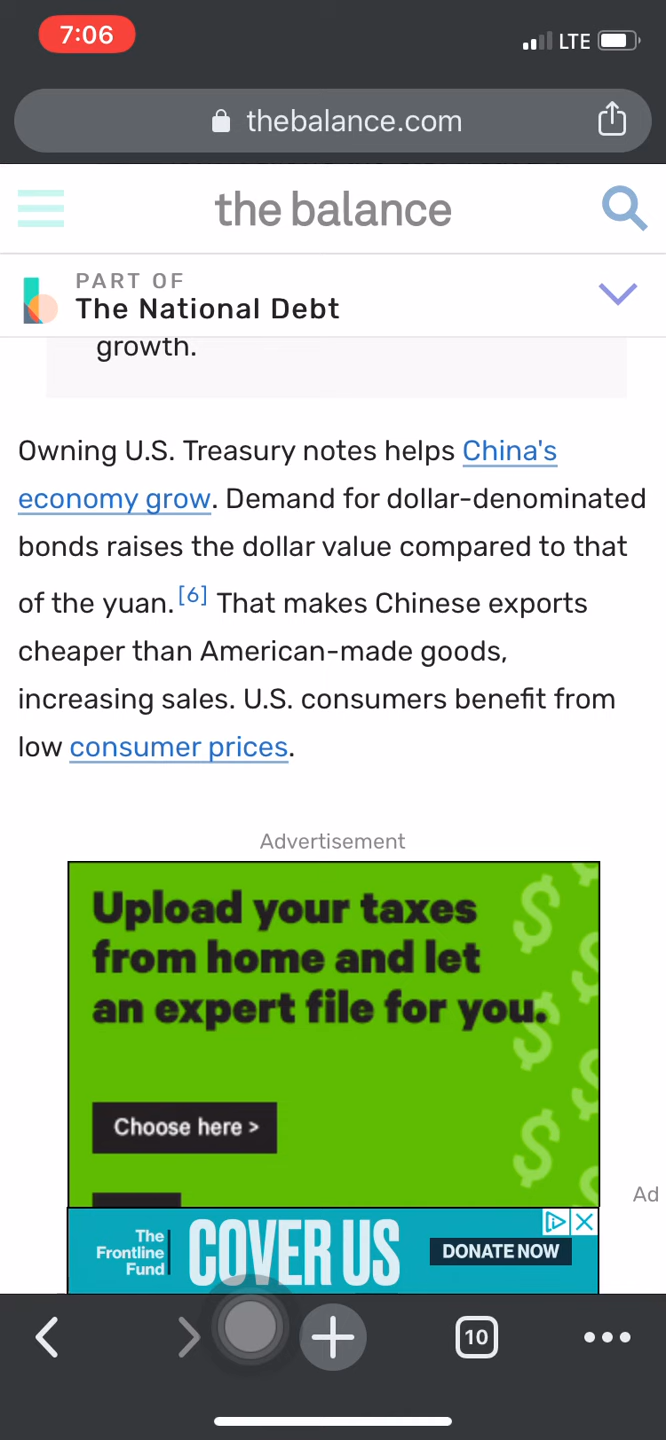 7:06
LTE
thebalance.com
the balance
PART OF
The National Debt
growth.
Owning U.S. Treasury notes helps China's
economy grow. Demand for dollar-denominated
bonds raises the dollar value compared to that
of the yuan.[6] That makes Chinese exports
cheaper than American-made goods,
increasing sales. U.S. consumers benefit from
low consumer prices.
Advertisement
Upload your taxes
from home and let
an expert file for you.
Choose here >
Ad
The
Frontline
Fund
COVER US
DONATE NOW
10